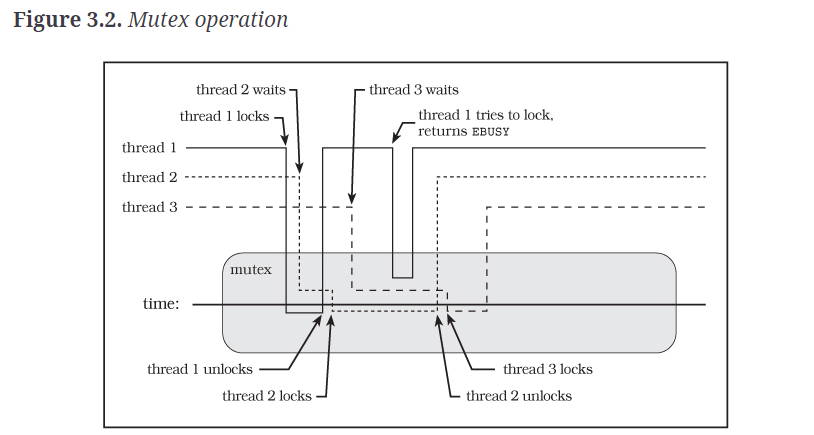 Figure 3.2. Mutex operation
thread 2 waits
thread 3 waits
thread 1 locks
thread 1 tries to lock,
returns EBUSY
thread 1
thread 2
thread 3
mutex
time:
thread 1 unlocks
thread 3 locks
thread 2 locks
thread 2 unlocks